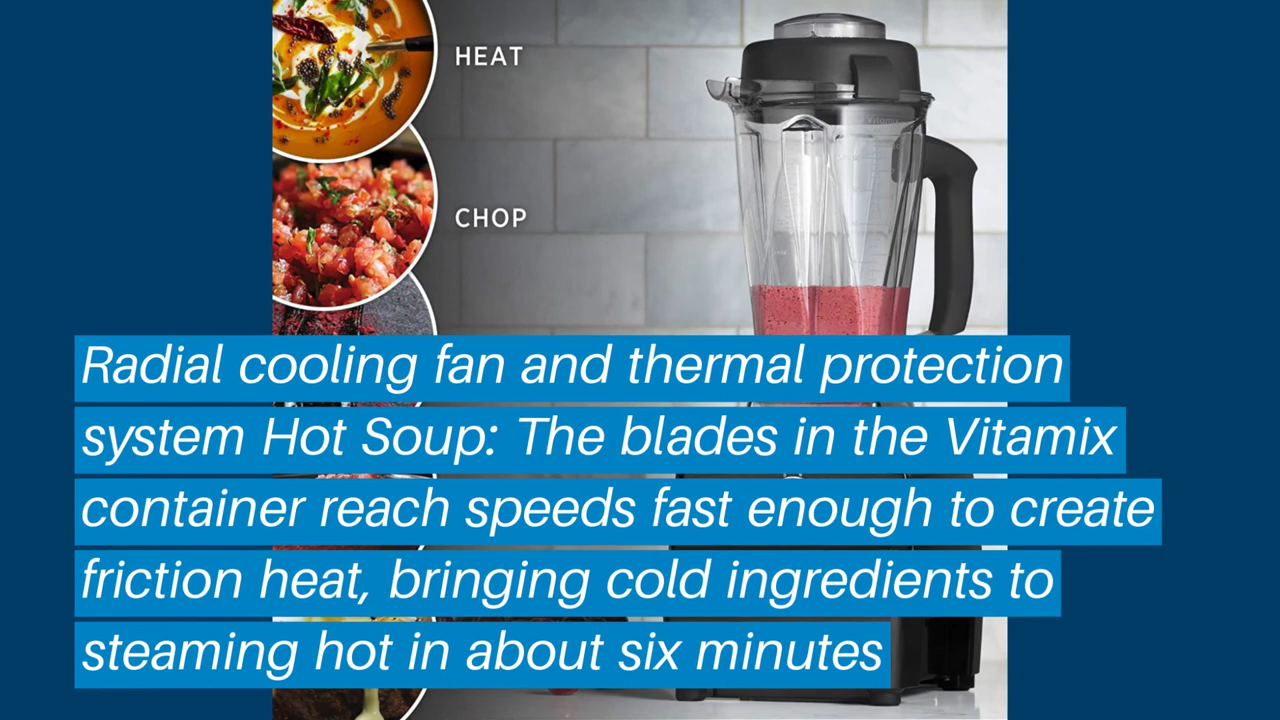 HEAT
CHOP
Radial cooling fan and thermal protection
system Hot Soup: The blades in the Vitamix
container reach speeds fast enough to create
friction heat, bringing cold ingredients to
steaming hot in about six minutes